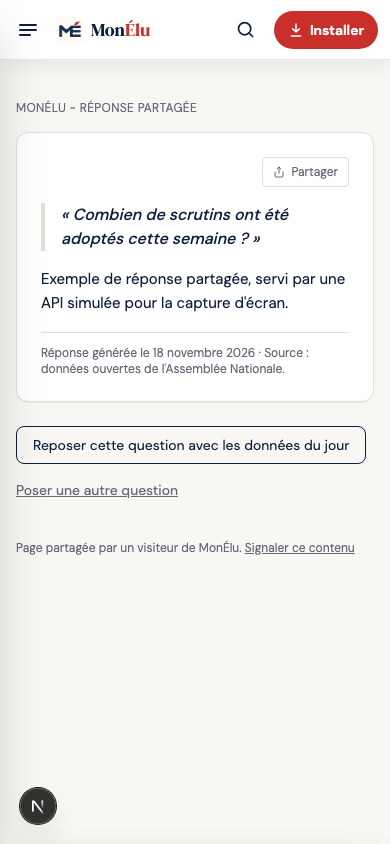 MÉ MonÉlu
Installer
MONÉLU – RÉPONSE PARTAGÉE
Partager
« Combien de scrutins ont été
adoptés cette semaine ? »
Exemple de réponse partagée, servi par une
API simulée pour la capture d'écran.
Réponse générée le 18 novembre 2026 · Source :
données ouvertes de l'Assemblée Nationale.
Reposer cette question avec les données du jour
Poser une autre question
Page partagée par un visiteur de MonÉlu. Signaler ce contenu
N